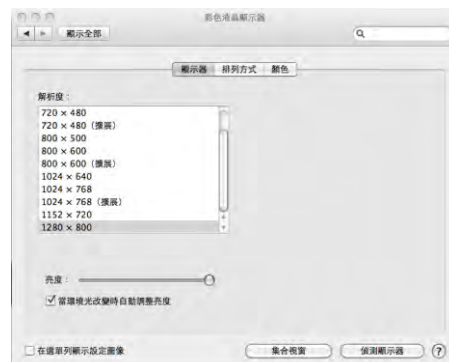 彩色液晶顯示器
顯示全部
顯示器 排列方式 顏色
解析度：
720 × 480
720 × 480（擴展）
800 × 500
800 × 600
800 × 600（擴展）
1024 × 640
1024 × 768
1024 × 768（擴展）
1152 × 720
1280 × 800
亮度：
當環境光改變時自動調整亮度
在選單列顯示設定圖像
集合視窗 偵測顯示器 ?